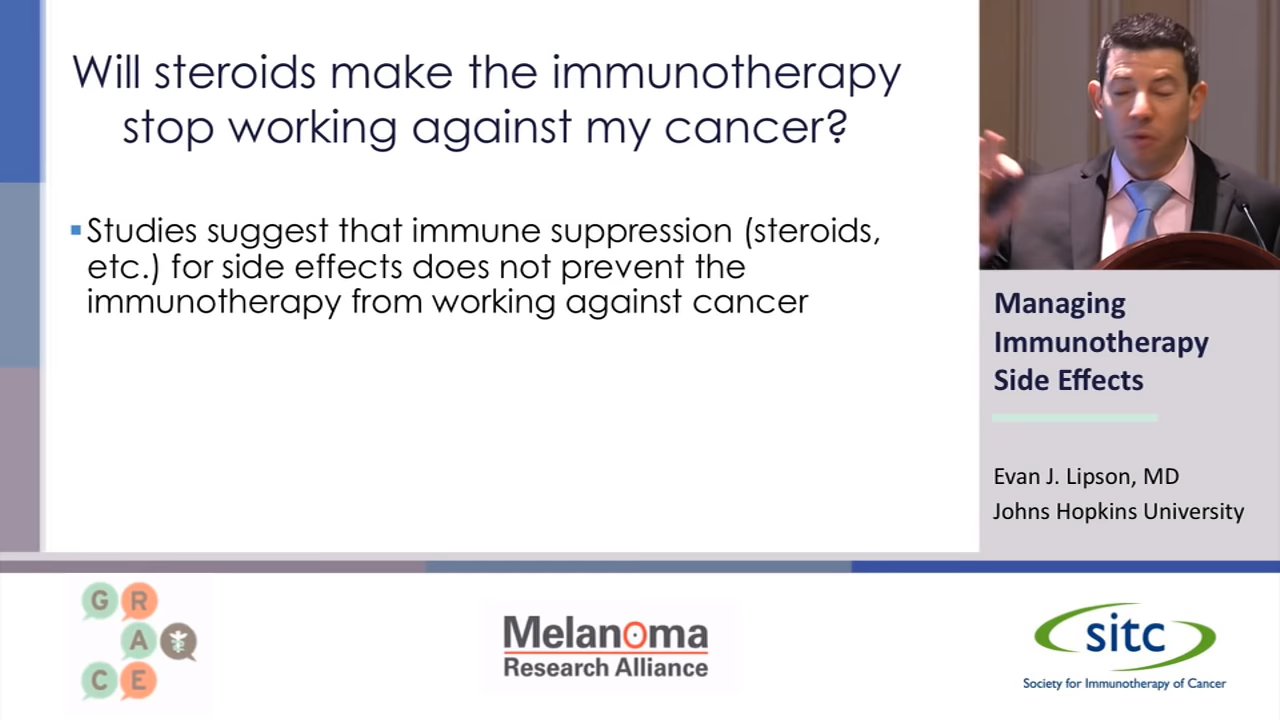 Will steroids make the immunotherapy
stop working against my cancer?
Studies suggest that immune suppression (steroids,
etc.) for side effects does not prevent the
immunotherapy from working against cancer
Managing
Immunotherapy
Side Effects
Evan J. Lipson, MD
Johns Hopkins University
G R
A
C E
Melanoma
Research Alliance
sitc
Society for Immunotherapy of Cancer